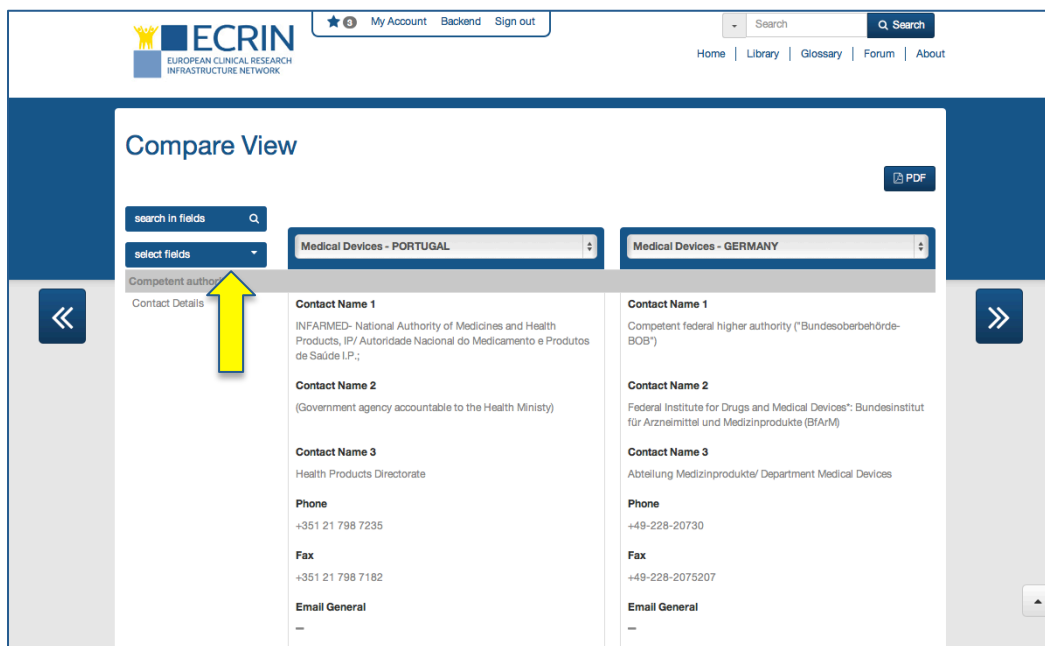 3 My Account Backend Sign out
ECRIN
EUROPEAN CLINICAL RESEARCH
INFRASTRUCTURE NETWORK
Search Search
Home Library Glossary Forum About
Compare View
PDF
search in fields
select fields
Medical Devices - PORTUGAL Medical Devices - GERMANY
Competent
Contact Details
Contact Name 1
INFARMED- National Authority of Medicines and Health
Products, IP/ Autoridade Nacional do Medicamento e Produtos
de Saúde I.P.;
Contact Name 2
(Government agency accountable to the Health Ministy)
Contact Name 3
Health Products Directorate
Phone
+351 21 798 7235
Fax
+351 21 798 7182
Email General
–
Contact Name 1
Competent federal higher authority ("Bundesoberbehörde-
BOB")
Contact Name 2
Federal Institute for Drugs and Medical Devices": Bundesinstitut
für Arzneimittel und Medizinprodukte (BfArM)
Contact Name 3
Abteilung Medizinprodukte/ Department Medical Devices
Phone
+49-228-20730
Fax
+49-228-2075207
Email General
–